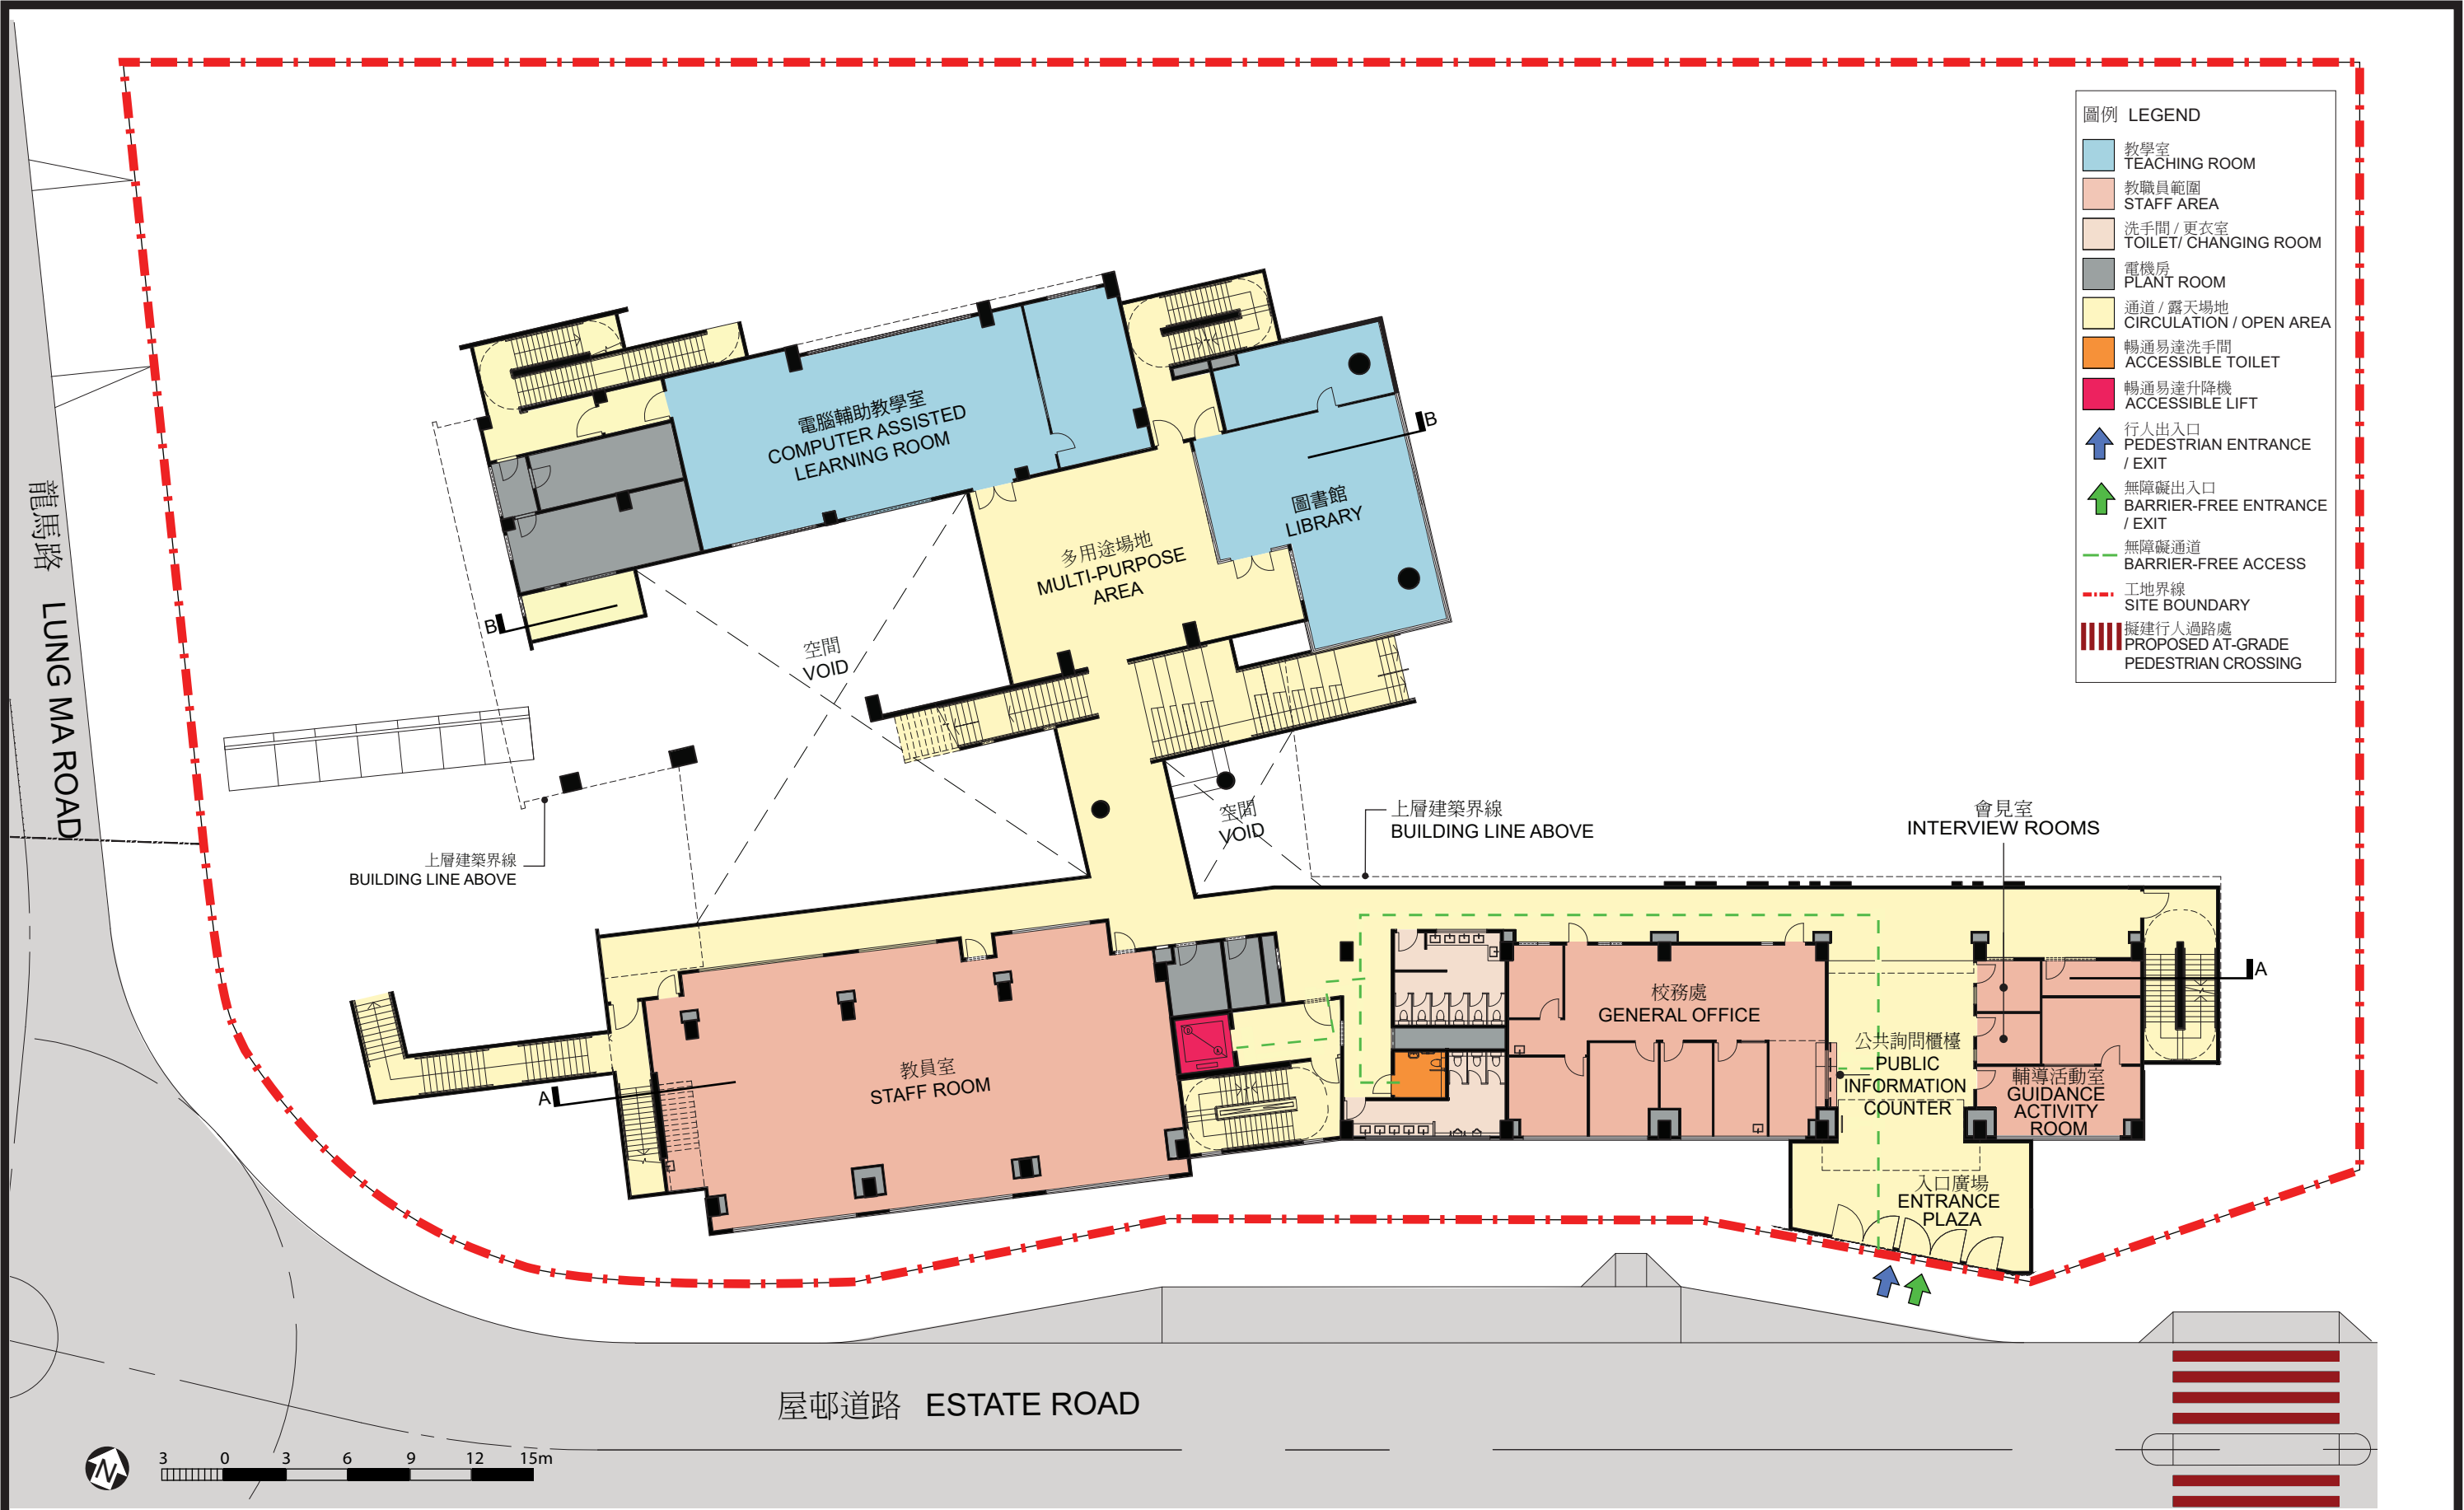 圖例 LEGEND
教學室
TEACHING ROOM
教職員範圍
STAFF AREA
洗手間 / 更衣室
TOILET/ CHANGING ROOM
電機房
PLANT ROOM
通道 / 露天場地
CIRCULATION / OPEN AREA
暢通易達洗手間
ACCESSIBLE TOILET
暢通易達升降機
ACCESSIBLE LIFT
行人出入口
PEDESTRIAN ENTRANCE
/ EXIT
無障礙出入口
BARRIER-FREE ENTRANCE
/ EXIT
無障礙通道
BARRIER-FREE ACCESS
工地界線
SITE BOUNDARY
擬建行人過路處
PROPOSED AT-GRADE
PEDESTRIAN CROSSING
電腦輔助教學室
COMPUTER ASSISTED
LEARNING ROOM
B
圖書館
LIBRARY
多用途場地
MULTI-PURPOSE
AREA
B
空間
VOID
龍馬路 LUNG MA ROAD
空間
VOID
上層建築界線
BUILDING LINE ABOVE
上層建築界線
BUILDING LINE ABOVE
會見室
INTERVIEW ROOMS
A
校務處
GENERAL OFFICE
公共詢問櫃檯
PUBLIC
INFORMATION
COUNTER
教員室
STAFF ROOM
A
輔導活動室
GUIDANCE
ACTIVITY
ROOM
入口廣場
ENTRANCE
PLAZA
屋邨道路 ESTATE ROAD
N
3 0 3 6 9 12 15m